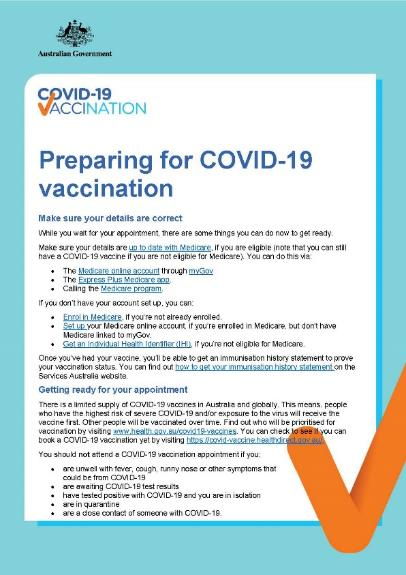 Australian Government
COVID-19
VACCINATION
Preparing for COVID-19
vaccination
Make sure your details are correct
While you wait for your appointment, there are some things you can do now to get ready.
Make sure your details are up to date with Medicare, if you are eligible (note that you can still
have a COVID-19 vaccine if you are not eligible for Medicare). You can do this via:
• The Medicare online account through myGov
• The Express Plus Medicare app.
• Calling the Medicare program.
If you don't have your account set up, you can:
• Enrol in Medicare, if you're not already enrolled.
• Set up your Medicare online account, if you're enrolled in Medicare, but don't have
Medicare linked to myGov.
• Get an Individual Health Identifier (IHI), if you're not eligible for Medicare.
Once you've had your vaccine, you'll be able to get an immunisation history statement to prove
your vaccination status. You can find out how to get your immunisation history statement on the
Services Australia website.
Getting ready for your appointment
There is a limited supply of COVID-19 vaccines in Australia and globally. This means, people
who have the highest risk of severe COVID-19 and/or exposure to the virus will receive the
vaccine first. Other people will be vaccinated over time. Find out who will be prioritised for
vaccination by visiting www.health.gov.au/covid19-vaccines. You can check to see if you can
book a COVID-19 vaccination yet by visiting https://covid-vaccine.healthdirect.gov.au/.
You should not attend a COVID-19 vaccination appointment if you:
• are unwell with fever, cough, runny nose or other symptoms that
could be from COVID-19
• are awaiting COVID-19 test results
• have tested positive with COVID-19 and you are in isolation
• are in quarantine
• are a close contact of someone with COVID-19.